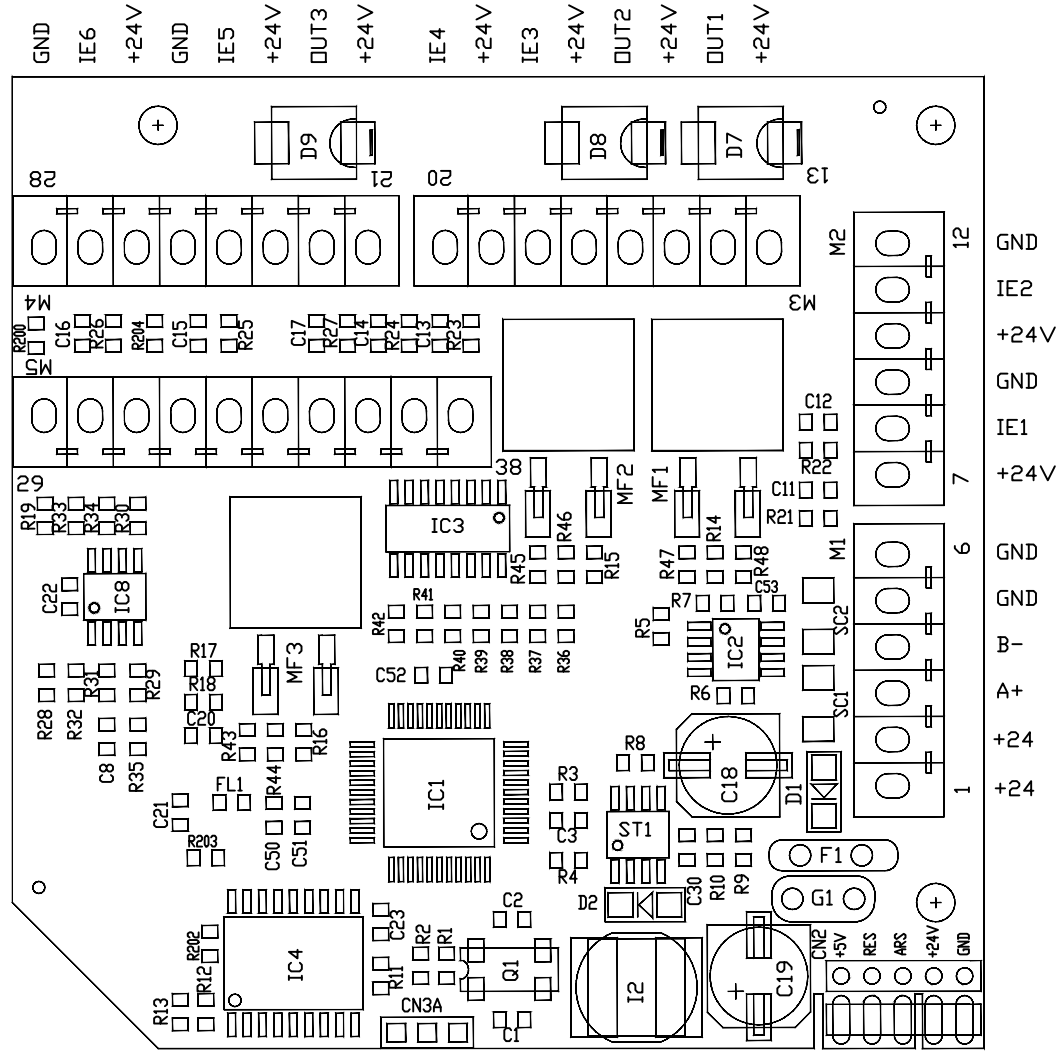 GND IE6 +24V GND IE5 +24V OUT3 +24V IE4 +24V IE3 +24V OUT2 +24V OUT1 +24V
D9 D8 D7
28 21 20 13
M2 12 GND
IE2
+24V
GND
IE1
7 +24V
M4 M3
R200 C16 R26 R204 C15 R25 C17 R27 C14 R24 C13 R23
M5
C12
R22
29 38 MF2 MF1 C11
R19 R33 R34 R30 IC3 R46 R14 R21
M1 6 GND
R45 R15 R47 R48
C22 IC8 R41 R7 C53 GND
R42 R5 SC2
R40 R39 R38 R37 R36 IC2 B-
R17 MF3 C52
R28 R32 R31 R29 R18 R6 SC1 A+
C20
R43 R44 R16 R8 +24
C8 R35 C18
FL1 IC1 R3 D1 1 +24
C21 C3 ST1
R203 C50 C51 R4 C30 R10 R9 F1
D2 G1
C23 C2
R202 R2 R1 CN2 +5V RES ARS +24V GND
R12 IC4 R11 Q1 I2 C19
R13 CN3A C1